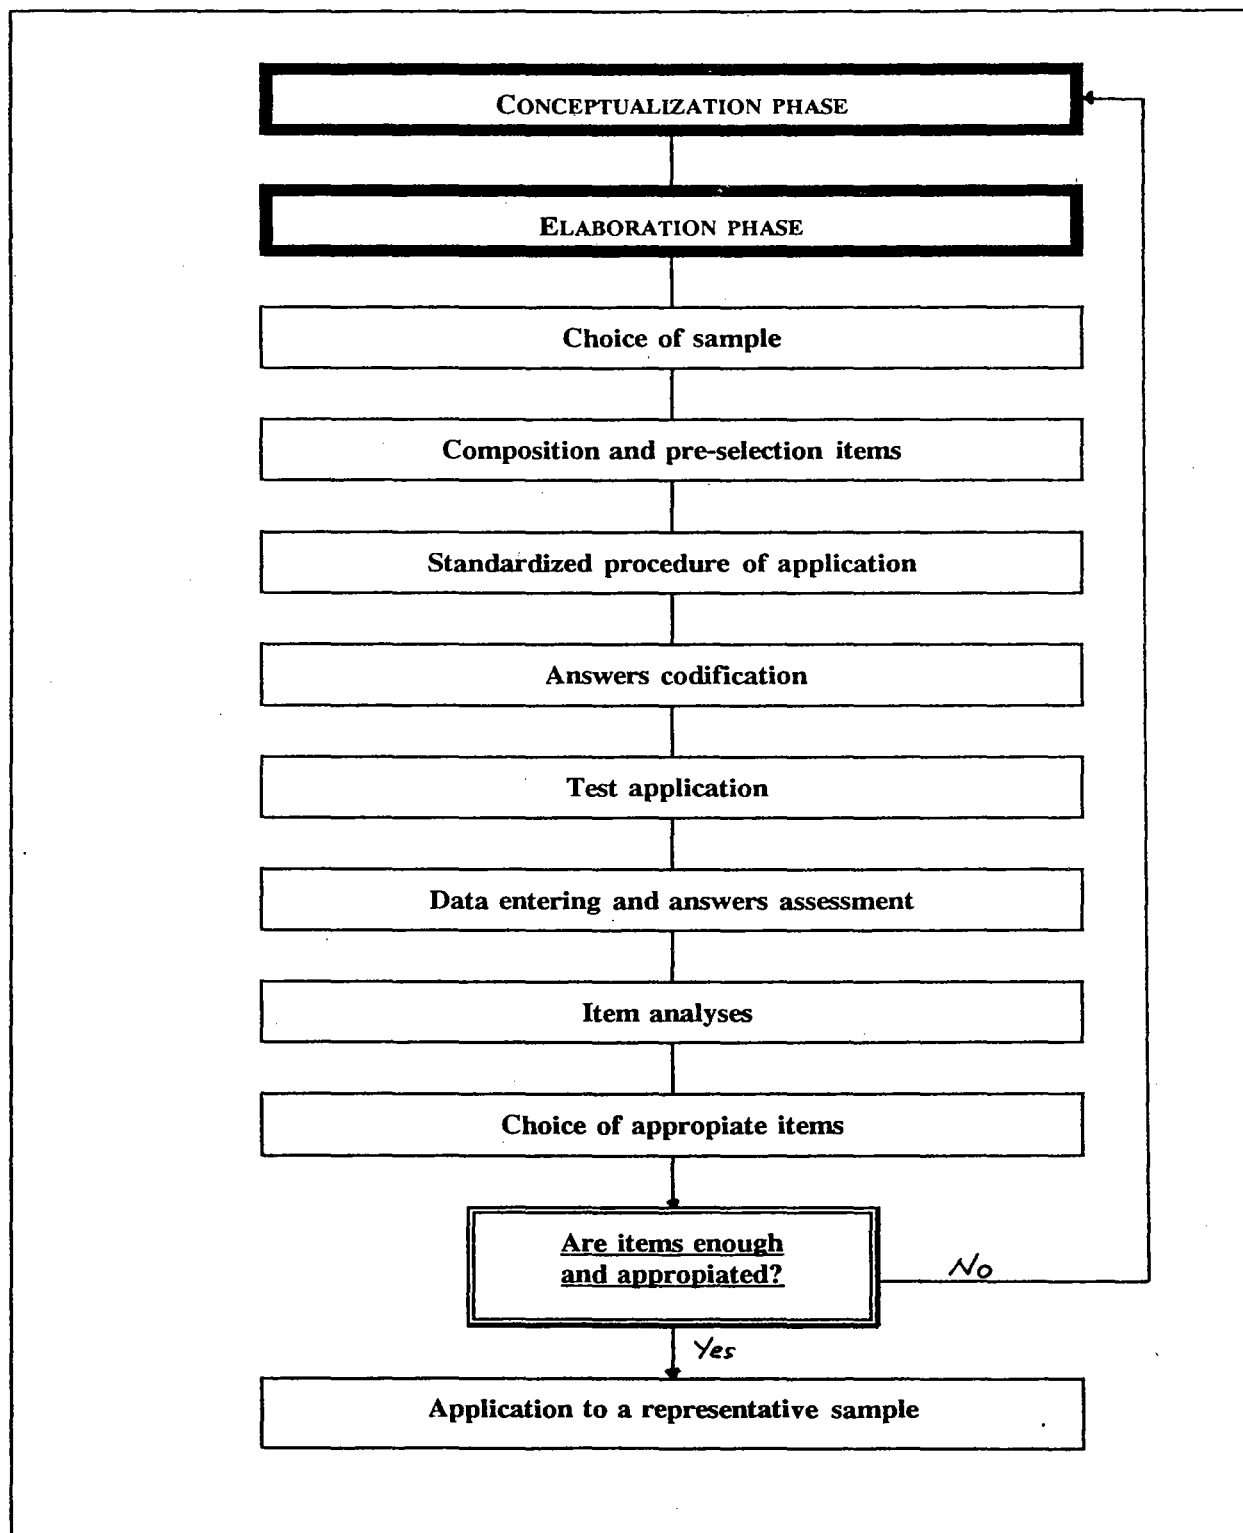 CONCEPTUALIZATION PHASE
ELABORATION PHASE
Choice of sample
Composition and pre-selection items
Standardized procedure of application
Answers codification
Test application
Data entering and answers assessment
Item analyses
Choice of appropiate items
Are items enough
and appropiated?
No
Yes
Application to a representative sample